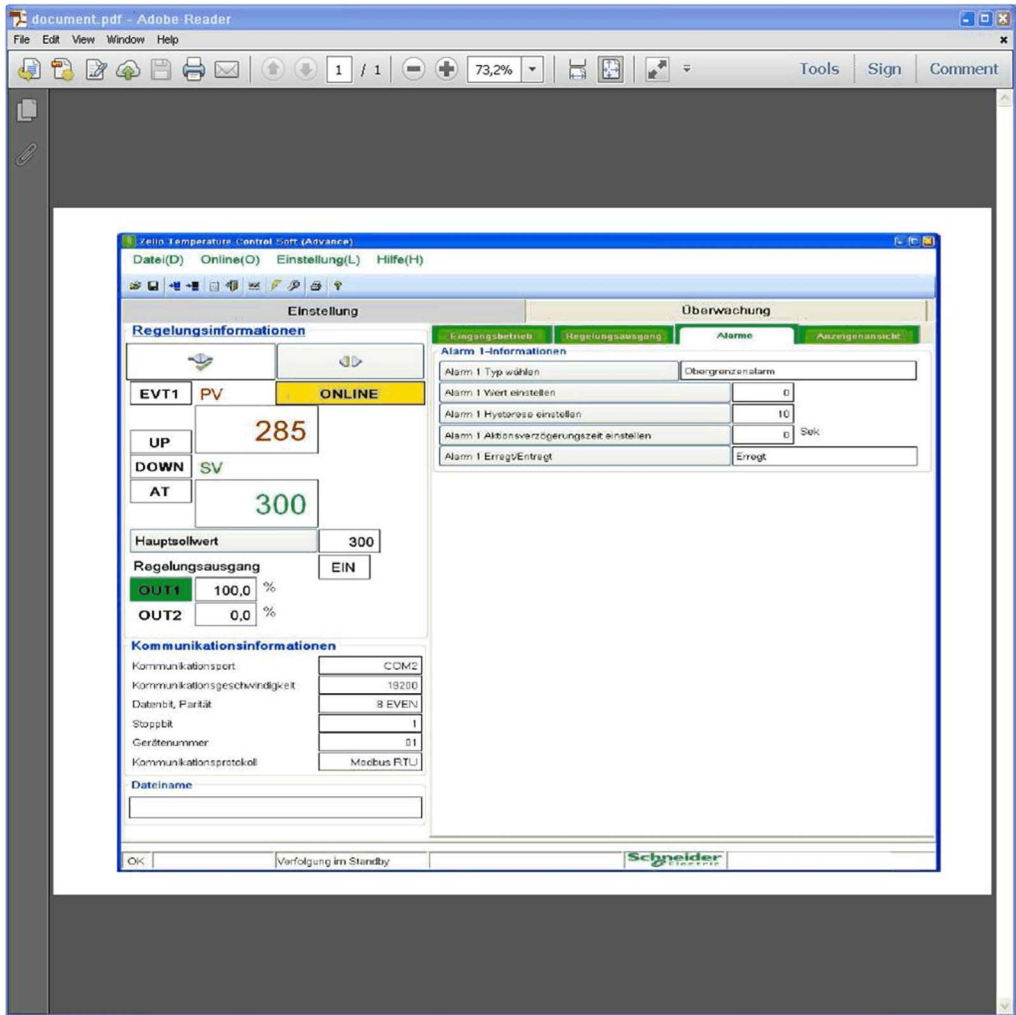 document.pdf - Adobe Reader
File Edit View Window Help
1 / 1 73,2% Tools Sign Comment
Zelio Temperature Control Soft (Advance)
Datei(D) Online(O) Einstellung(L) Hilfe(H)
Einstellung Überwachung
Regelungsinformationen
EVT1 PV ONLINE
285
UP
DOWN SV
AT
300
Hauptsollwert 300
Regelungsausgang EIN
OUT1 100,0 %
OUT2 0,0 %
Kommunikationsinformationen
Kommunikationsport COM2
Kommunikationsgeschwindigkeit 19200
Datenbit, Parität 8 EVEN
Stoppbit 1
Gerätenummer 01
Kommunikationsprotokoll Modbus RTU
Dateiname
Eingangsbetrieb Regelungsausgang Alarme Anzeigenansicht
Alarm 1-Informationen
Alarm 1 Typ wählen Obergrenzenalarm
Alarm 1 Wert einstellen 0
Alarm 1 Hysterese einstellen 10
Alarm 1 Aktionsverzögerungszeit einstellen 0 Sek
Alarm 1 Erregt/Entregt Erregt
OK Verfolgung im Standby Schneider Electric